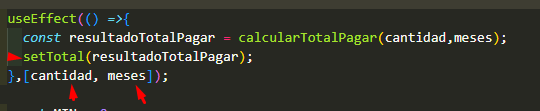 useEffect(() =>{
const resultadoTotalPagar = calcularTotalPagar(cantidad,meses);
setTotal(resultadoTotalPagar);
},[cantidad, meses]);